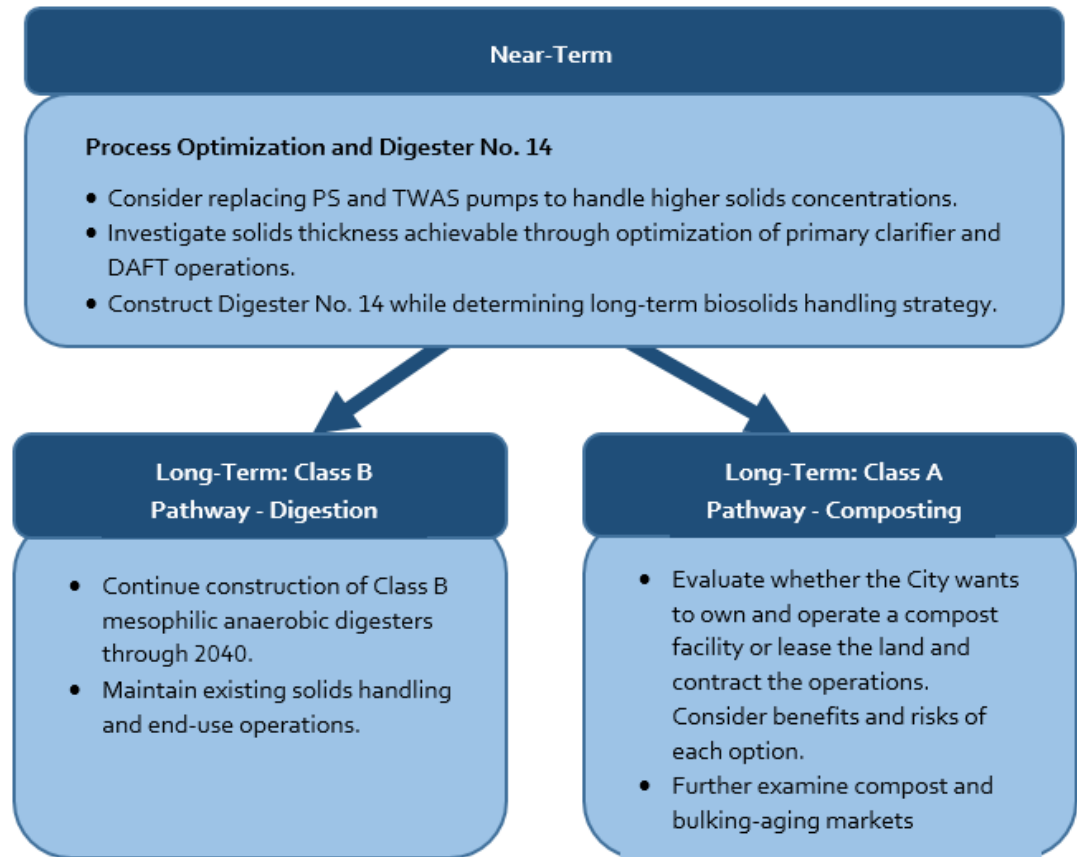 Near-Term
Process Optimization and Digester No. 14
• Consider replacing PS and TWAS pumps to handle higher solids concentrations.
• Investigate solids thickness achievable through optimization of primary clarifier and
DAFT operations.
• Construct Digester No. 14 while determining long-term biosolids handling strategy.
Long-Term: Class B
Pathway - Digestion
• Continue construction of Class B
mesophilic anaerobic digesters
through 2040.
• Maintain existing solids handling
and end-use operations.
Long-Term: Class A
Pathway - Composting
• Evaluate whether the City wants
to own and operate a compost
facility or lease the land and
contract the operations.
Consider benefits and risks of
each option.
• Further examine compost and
bulking-aging markets